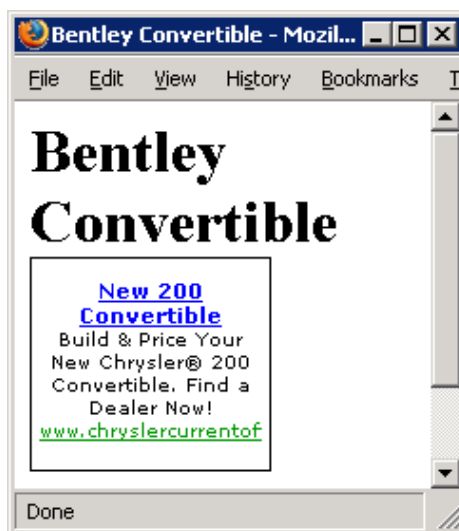 Bentley Convertible - Mozil...
File Edit View History Bookmarks T
Bentley
Convertible
New 200
Convertible
Build & Price Your
New Chrysler® 200
Convertible. Find a
Dealer Now!
www.chryslercurrentof
Done